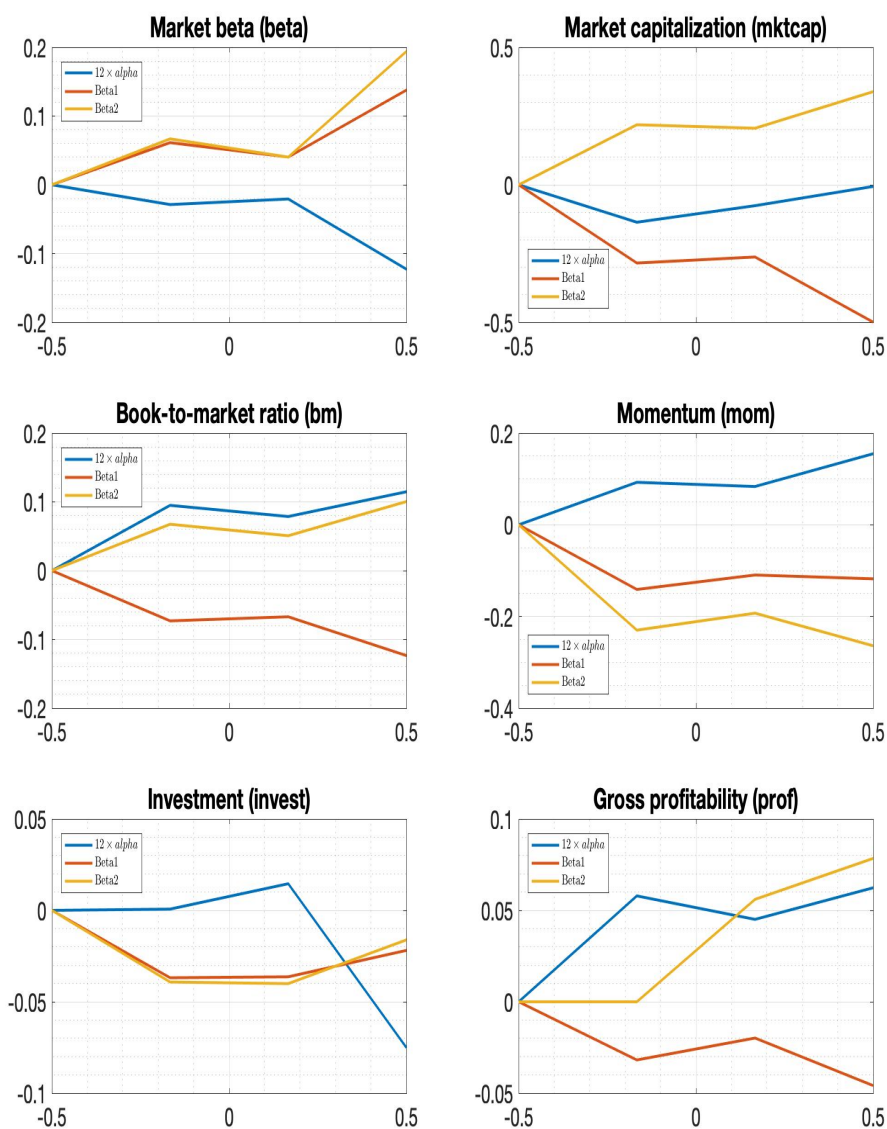 Market beta (beta)
0.2
0.1
0
-0.1
-0.2
12 × alpha
Beta1
Beta2
-0.5 0 0.5
Market capitalization (mktcap)
0.5
0
-0.5
12 × alpha
Beta1
Beta2
-0.5 0 0.5
Book-to-market ratio (bm)
0.2
0.1
0
-0.1
-0.2
12 × alpha
Beta1
Beta2
-0.5 0 0.5
Momentum (mom)
0.2
0
-0.2
-0.4
12 × alpha
Beta1
Beta2
-0.5 0 0.5
Investment (invest)
0.05
0
-0.05
-0.1
12 × alpha
Beta1
Beta2
-0.5 0 0.5
Gross profitability (prof)
0.1
0.05
0
-0.05
12 × alpha
Beta1
Beta2
-0.5 0 0.5